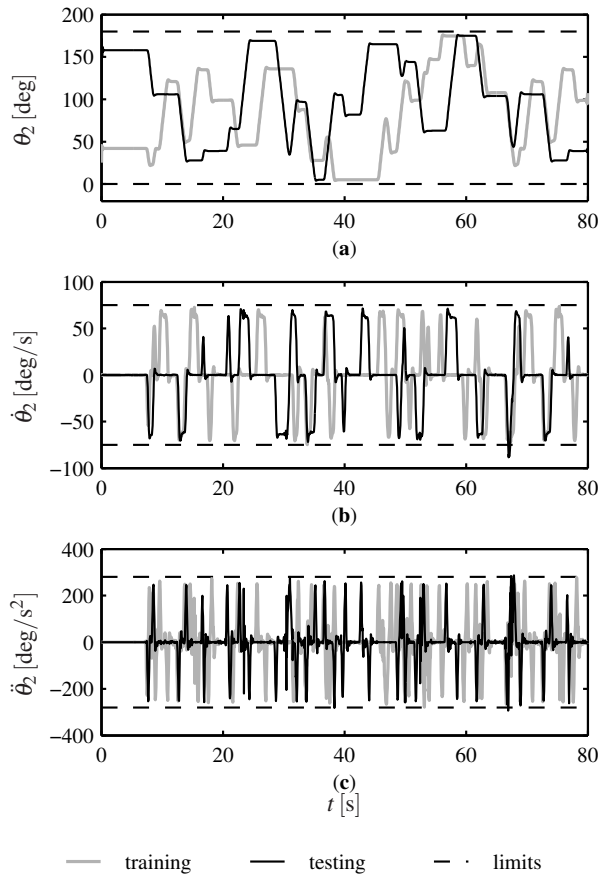 200
150
100
50
0
θ₂ [deg]
0 20 40 60 80
(a)
100
50
0
−50
−100
θ̇₂ [deg/s]
0 20 40 60 80
(b)
400
200
0
−200
−400
θ̈₂ [deg/s²]
0 20 40 60 80
(c)
t [s]
training testing limits